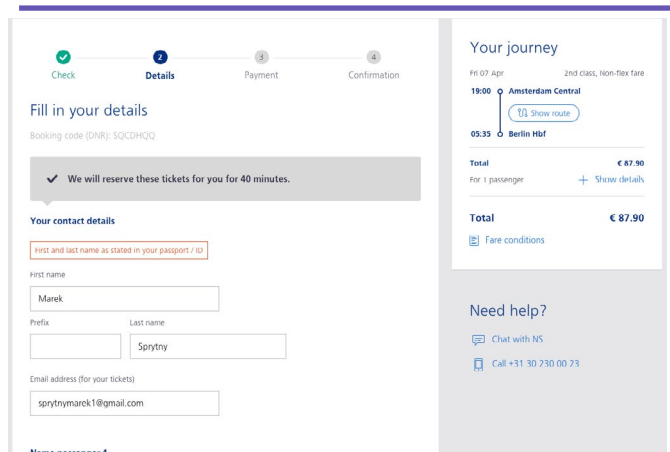 2
3
4
Check
Details
Payment
Confirmation
Fill in your details
Booking code (DNR): SQCDHQQ
We will reserve these tickets for you for 40 minutes.
Your contact details
First and last name as stated in your passport / ID
First name
Marek
Prefix
Last name
Sprytny
Email address (for your tickets)
sprytnymarek1@gmail.com
Name passenger 1
Your journey
Fri 07 Apr
2nd class, Non-flex fare
19:00 Amsterdam Central
Show route
05:35 Berlin Hbf
Total € 87.90
For 1 passenger + Show details
Total € 87.90
Fare conditions
Need help?
Chat with NS
Call +31 30 230 00 23